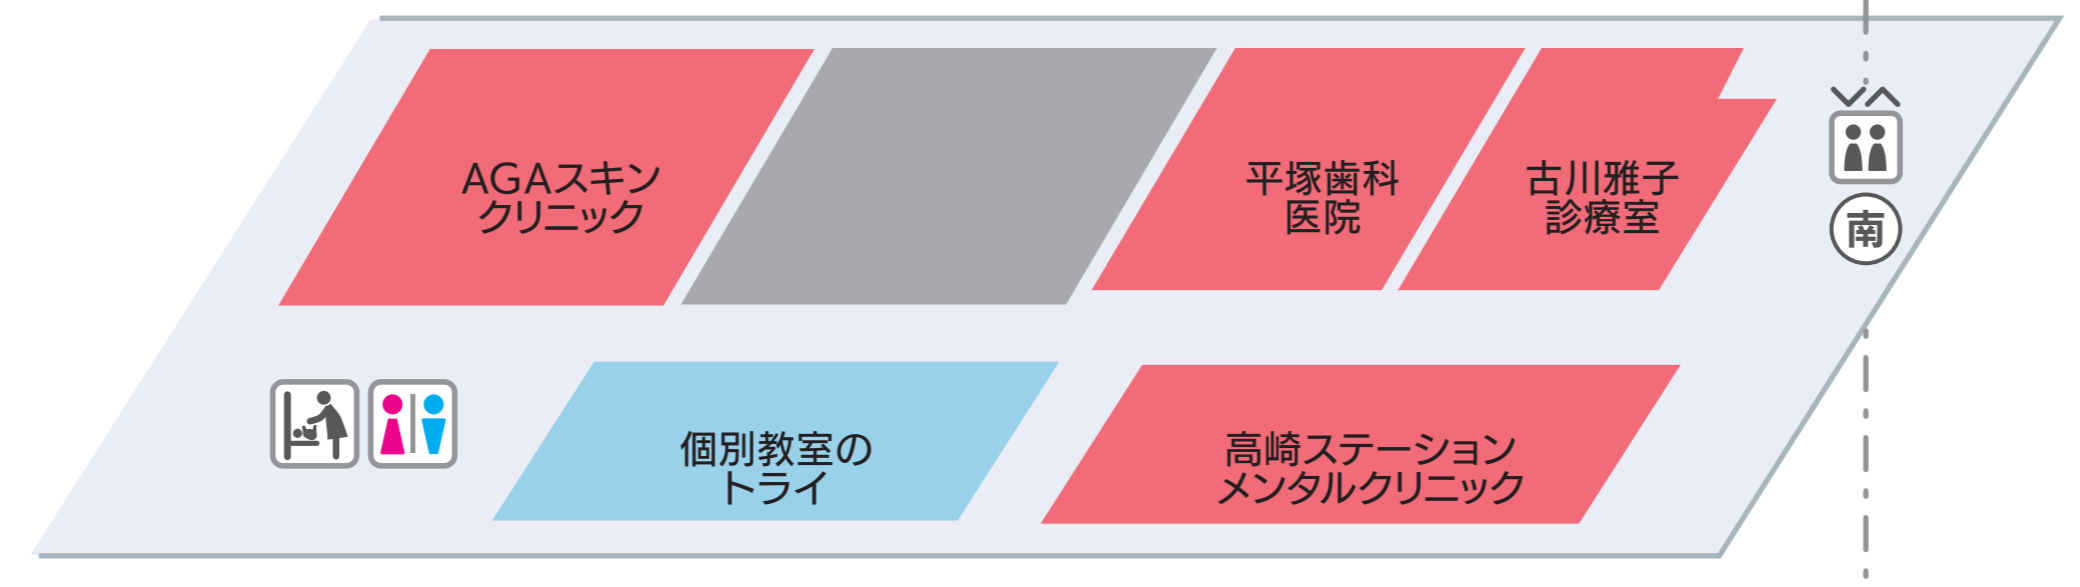 AGAスキン
クリニック
平塚歯科
医院
古川雅子
診療室
南
個別教室の
トライ
高崎ステーション
メンタルクリニック